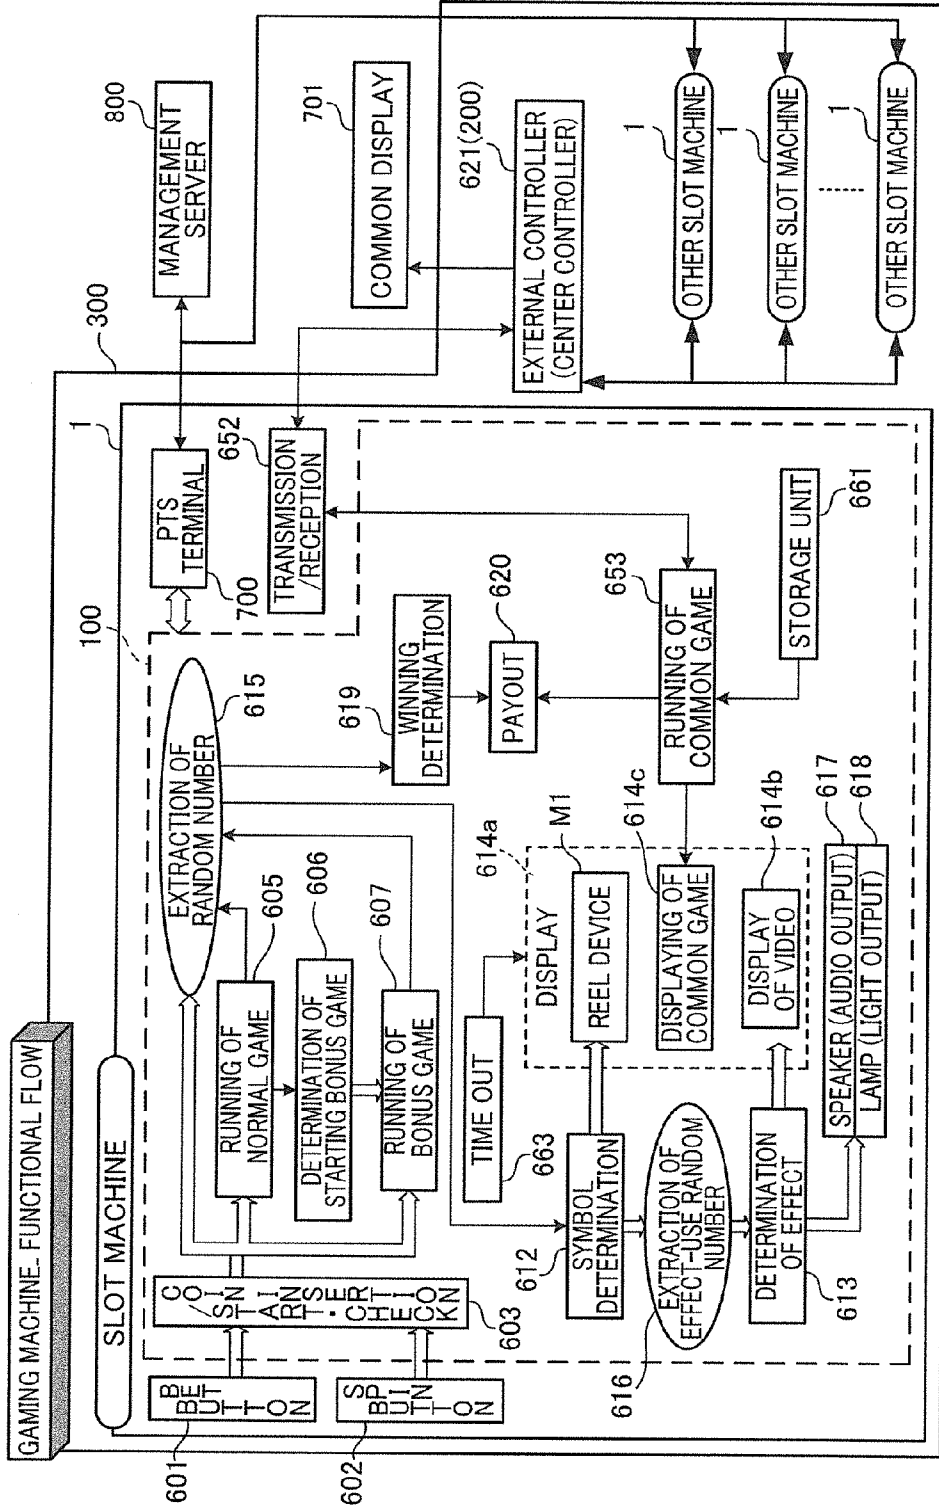 GAMING MACHINE_ FUNCTIONAL FLOW
300
SLOT MACHINE
1
100
601
BET
BUTTON
602
SPIN
BUTTON
603
COIN INSERTION
/START・CHECK
RUNNING OF
NORMAL GAME
605
DETERMINATION OF
STARTING BONUS GAME
606
RUNNING OF
BONUS GAME
607
EXTRACTION OF
RANDOM NUMBER
615
PTS
TERMINAL
700
MANAGEMENT
SERVER
800
TRANSMISSION
/RECEPTION
652
WINNING
DETERMINATION
619
PAYOUT
620
COMMON DISPLAY
701
EXTERNAL CONTROLLER
(CENTER CONTROLLER)
621(200)
TIME OUT
663
SYMBOL
DETERMINATION
612
EXTRACTION OF
EFFECT-USE RANDOM
NUMBER
616
DETERMINATION
OF EFFECT
613
DISPLAY
614a
REEL DEVICE
M1
DISPLAYING OF
COMMON GAME
614c
DISPLAY
OF VIDEO
614b
RUNNING OF
COMMON GAME
653
STORAGE UNIT
661
SPEAKER (AUDIO OUTPUT)
617
LAMP (LIGHT OUTPUT)
618
OTHER SLOT MACHINE
1
OTHER SLOT MACHINE
1
OTHER SLOT MACHINE
1